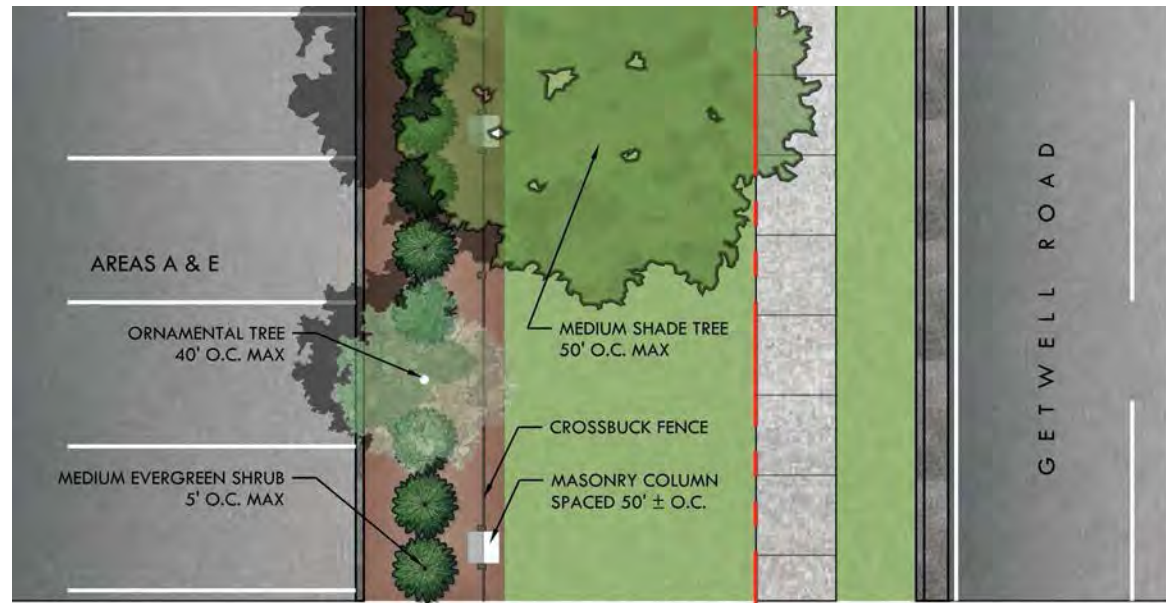 AREAS A & E
ORNAMENTAL TREE
40' O.C. MAX
MEDIUM SHADE TREE
50' O.C. MAX
CROSSBUCK FENCE
MEDIUM EVERGREEN SHRUB
5' O.C. MAX
MASONRY COLUMN
SPACED 50' ± O.C.
GETWELL ROAD